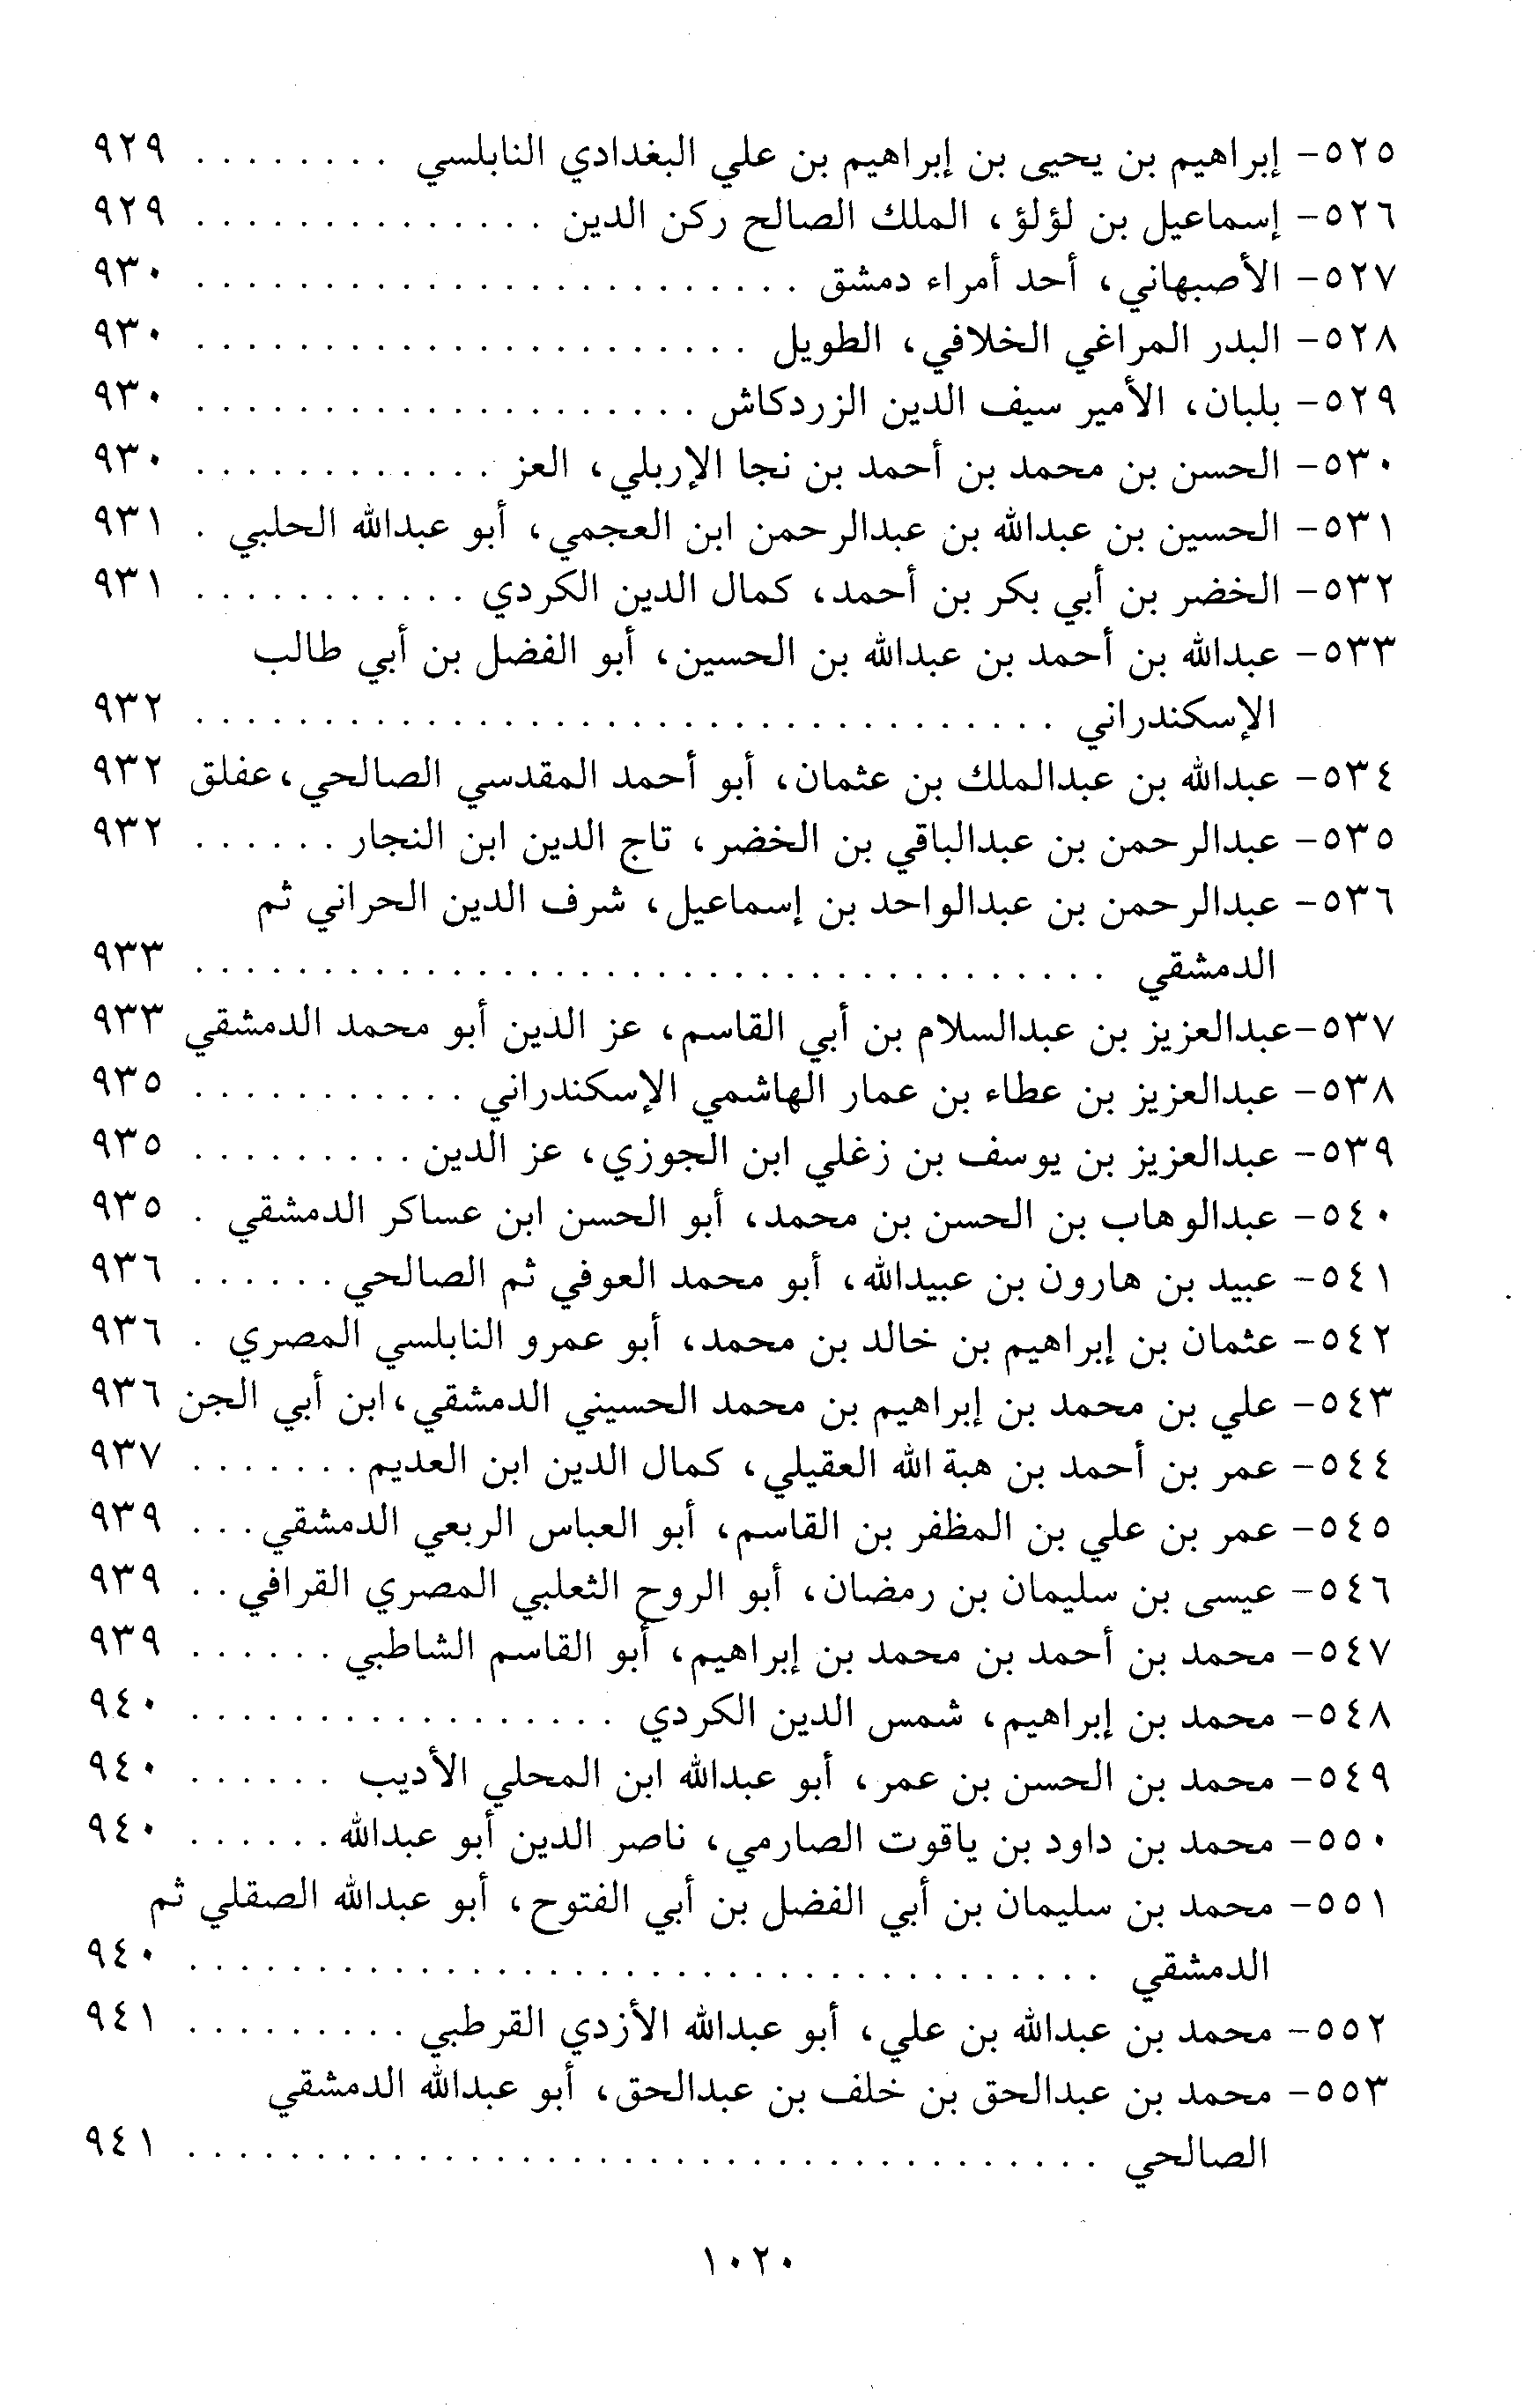 ٥٢٥- إبراهيم بن يحيى بن إبراهيم بن علي البغدادي النابلسي . . . . . . . . ٩٢٩
٥٢٦- إسماعيل بن لؤلؤ، الملك الصالح ركن الدين . . . . . . . . . . . . . . ٩٢٩
٥٢٧- الأصبهاني، أحد أمراء دمشق . . . . . . . . . . . . . . . . . . . . . . . . ٩٣٠
٥٢٨- البدر المراغي الخلافي، الطويل . . . . . . . . . . . . . . . . . . . . . . ٩٣٠
٥٢٩- بلبان، الأمير سيف الدين الزردكاش . . . . . . . . . . . . . . . . . . . . ٩٣٠
٥٣٠- الحسن بن محمد بن أحمد بن نجا الإربلي، العز . . . . . . . . . . . . ٩٣٠
٥٣١- الحسين بن عبدالله بن عبدالرحمن ابن العجمي، أبو عبدالله الحلبي . ٩٣١
٥٣٢- الخضر بن أبي بكر بن أحمد، كمال الدين الكردي . . . . . . . . . . . ٩٣١
٥٣٣- عبدالله بن أحمد بن عبدالله بن الحسين، أبو الفضل بن أبي طالب
الإسكندراني . . . . . . . . . . . . . . . . . . . . . . . . . . . . . . . . . . ٩٣٢
٥٣٤- عبدالله بن عبدالملك بن عثمان، أبو أحمد المقدسي الصالحي، عفلق ٩٣٢
٥٣٥- عبدالرحمن بن عبدالباقي بن الخضر، تاج الدين ابن النجار . . . . . . ٩٣٢
٥٣٦- عبدالرحمن بن عبدالواحد بن إسماعيل، شرف الدين الحراني ثم
الدمشقي . . . . . . . . . . . . . . . . . . . . . . . . . . . . . . . . . . . . ٩٣٣
٥٣٧-عبدالعزيز بن عبدالسلام بن أبي القاسم، عز الدين أبو محمد الدمشقي ٩٣٣
٥٣٨- عبدالعزيز بن عطاء بن عمار الهاشمي الإسكندراني . . . . . . . . . . . ٩٣٥
٥٣٩- عبدالعزيز بن يوسف بن زغلي ابن الجوزي، عز الدين . . . . . . . . . ٩٣٥
٥٤٠- عبدالوهاب بن الحسن بن محمد، أبو الحسن ابن عساكر الدمشقي . ٩٣٥
٥٤١- عبيد بن هارون بن عبيدالله، أبو محمد العوفي ثم الصالحي . . . . . . ٩٣٦
٥٤٢- عثمان بن إبراهيم بن خالد بن محمد، أبو عمرو النابلسي المصري . ٩٣٦
٥٤٣- علي بن محمد بن إبراهيم بن محمد الحسيني الدمشقي، ابن أبي الجن ٩٣٦
٥٤٤- عمر بن أحمد بن هبة الله العقيلي، كمال الدين ابن العديم . . . . . . . ٩٣٧
٥٤٥- عمر بن علي بن المظفر بن القاسم، أبو العباس الربعي الدمشقي . . . ٩٣٩
٥٤٦- عيسى بن سليمان بن رمضان، أبو الروح الثعلبي المصري القرافي . . ٩٣٩
٥٤٧- محمد بن أحمد بن محمد بن إبراهيم، أبو القاسم الشاطبي . . . . . . ٩٣٩
٥٤٨- محمد بن إبراهيم، شمس الدين الكردي . . . . . . . . . . . . . . . . . ٩٤٠
٥٤٩- محمد بن الحسن بن عمر، أبو عبدالله ابن المحلي الأديب . . . . . . ٩٤٠
٥٥٠- محمد بن داود بن ياقوت الصارمي، ناصر الدين أبو عبدالله . . . . . . ٩٤٠
٥٥١- محمد بن سليمان بن أبي الفضل بن أبي الفتوح، أبو عبدالله الصقلي ثم
الدمشقي . . . . . . . . . . . . . . . . . . . . . . . . . . . . . . . . . . . . ٩٤٠
٥٥٢- محمد بن عبدالله بن علي، أبو عبدالله الأزدي القرطبي . . . . . . . . . ٩٤١
٥٥٣- محمد بن عبدالحق بن خلف بن عبدالحق، أبو عبدالله الدمشقي
الصالحي . . . . . . . . . . . . . . . . . . . . . . . . . . . . . . . . . . . . ٩٤١
١٠٢٠